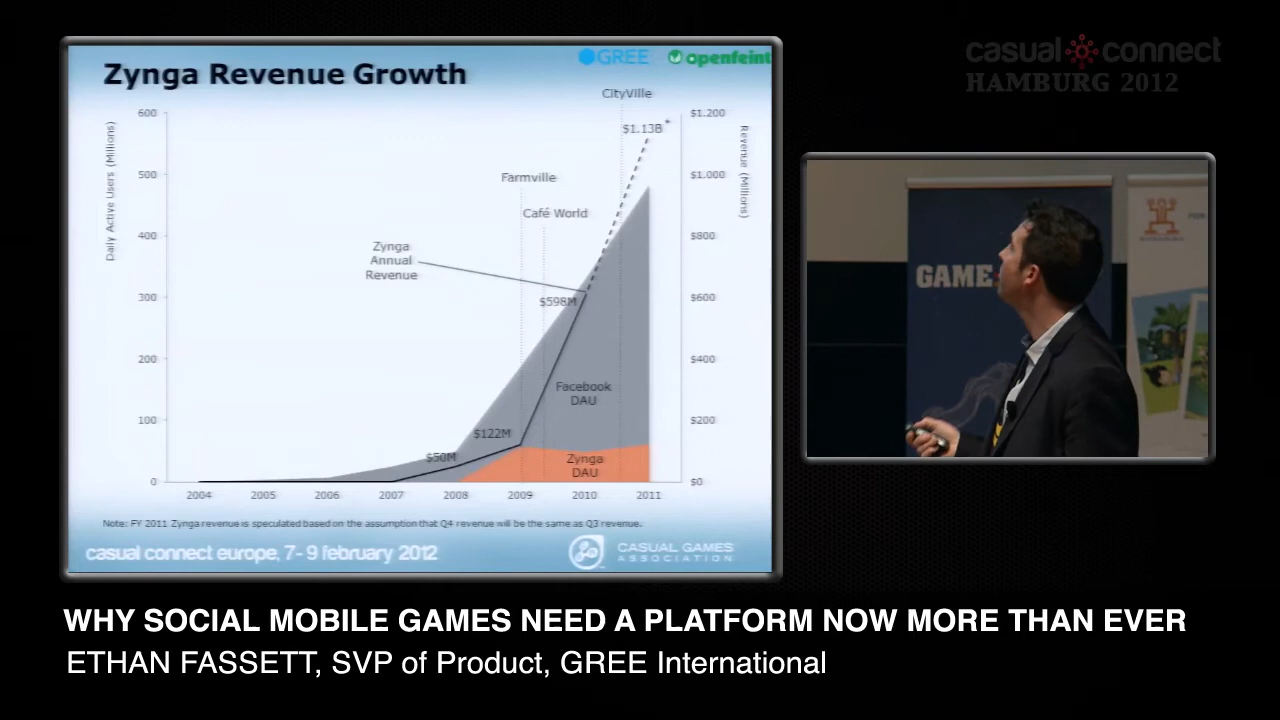 casual connect
HAMBURG 2012
GREE openfeint
Zynga Revenue Growth
CityVille
600
$1.200
$1.13B*
500
$1.000
Farmville
Café World
400
$800
Zynga
Annual
Revenue
300
$600
$598M
200
$400
Facebook
DAU
100
$200
$122M
$50M
Zynga
DAU
0
$0
Daily Active Users (Millions)
Revenue (Millions)
2004 2005 2006 2007 2008 2009 2010 2011
Note: FY 2011 Zynga revenue is speculated based on the assumption that Q4 revenue will be the same as Q3 revenue.
casual connect europe, 7-9 february 2012
CASUAL GAMES
ASSOCIATION
GAME
WHY SOCIAL MOBILE GAMES NEED A PLATFORM NOW MORE THAN EVER
ETHAN FASSETT, SVP of Product, GREE International